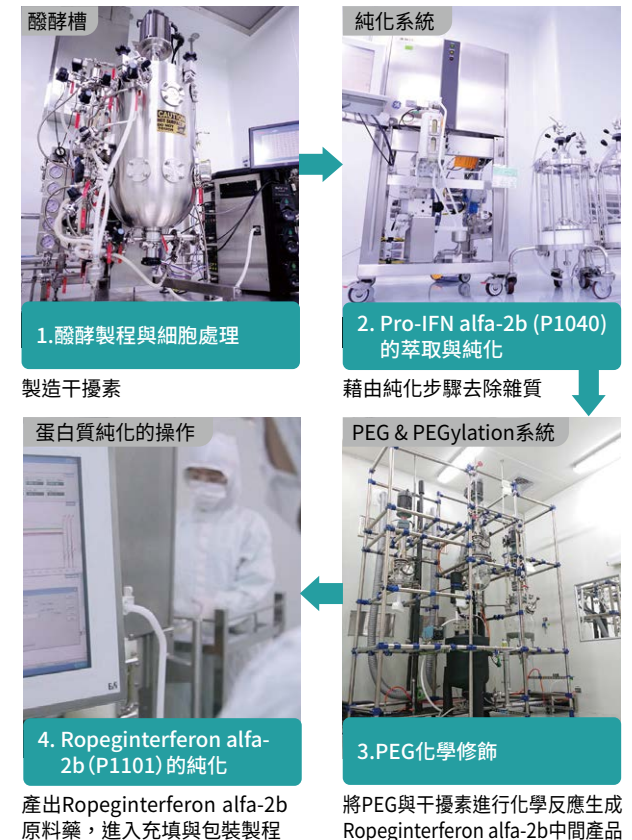 醱酵槽
純化系統
CAUTION
1.醱酵製程與細胞處理
2. Pro-IFN alfa-2b (P1040)
的萃取與純化
製造干擾素
藉由純化步驟去除雜質
蛋白質純化的操作
PEG & PEGylation系統
4. Ropeginterferon alfa-
2b（P1101）的純化
3.PEG化學修飾
產出Ropeginterferon alfa-2b
原料藥，進入充填與包裝製程
將PEG與干擾素進行化學反應生成
Ropeginterferon alfa-2b中間產品